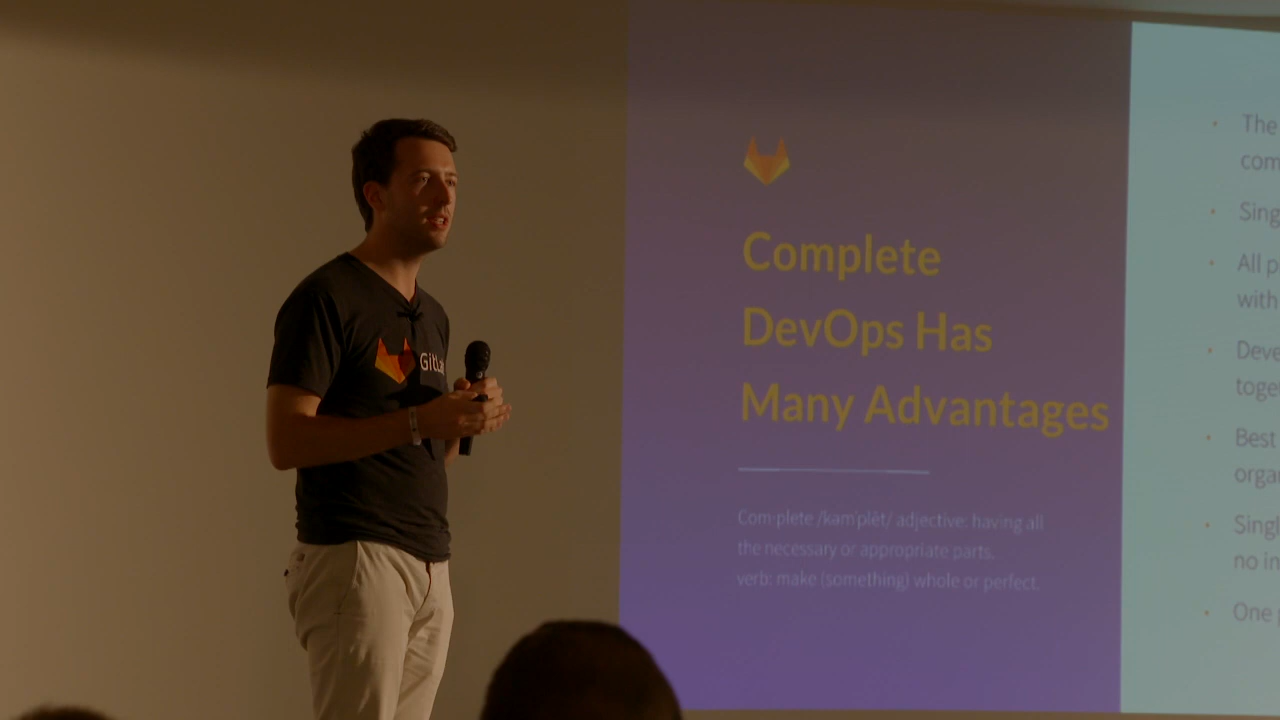 GitLab
Complete
DevOps Has
Many Advantages
Com·plete /kəmˈplēt/ adjective: having all
the necessary or appropriate parts.
verb: make (something) whole or perfect.
The
com
Sing
All p
with
Deve
toge
Best
orga
Singl
no in
One